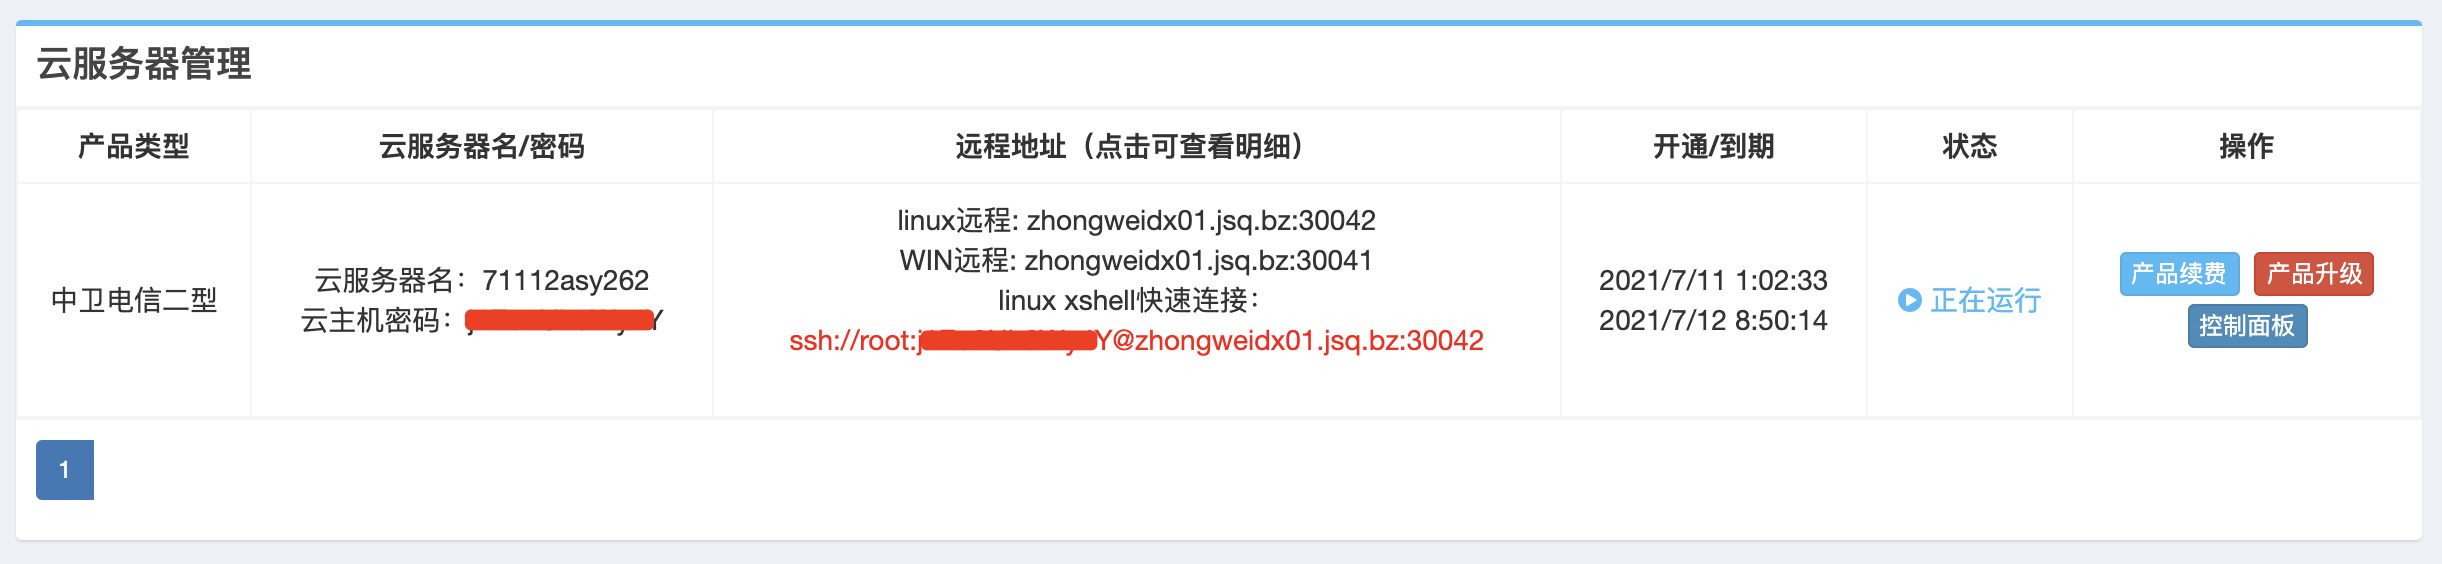 云服务器管理
产品类型
云服务器名/密码
远程地址（点击可查看明细）
开通/到期
状态
操作
中卫电信二型
云服务器名：71112asy262
云主机密码：
linux远程: zhongweidx01.jsq.bz:30042
WIN远程: zhongweidx01.jsq.bz:30041
linux xshell快速连接：
ssh://root:j Y@zhongweidx01.jsq.bz:30042
2021/7/11 1:02:33
2021/7/12 8:50:14
正在运行
产品续费
产品升级
控制面板
1